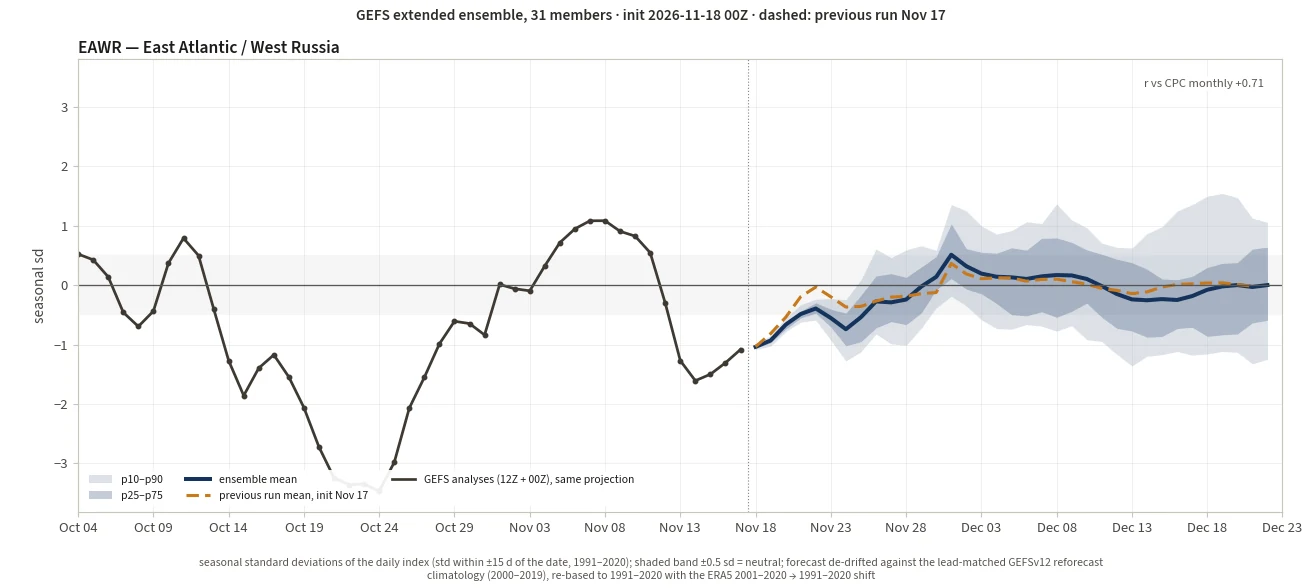 GEFS extended ensemble, 31 members · init 2026-11-18 00Z · dashed: previous run Nov 17
EAWR — East Atlantic / West Russia
r vs CPC monthly +0.71
seasonal sd
3
2
1
0
−1
−2
−3
p10–p90
p25–p75
ensemble mean
previous run mean, init Nov 17
GEFS analyses (12Z + 00Z), same projection
Oct 04 Oct 09 Oct 14 Oct 19 Oct 24 Oct 29 Nov 03 Nov 08 Nov 13 Nov 18 Nov 23 Nov 28 Dec 03 Dec 08 Dec 13 Dec 18 Dec 23
seasonal standard deviations of the daily index (std within ±15 d of the date, 1991–2020); shaded band ±0.5 sd = neutral; forecast de-drifted against the lead-matched GEFSv12 reforecast
climatology (2000–2019), re-based to 1991–2020 with the ERA5 2001–2020 → 1991–2020 shift